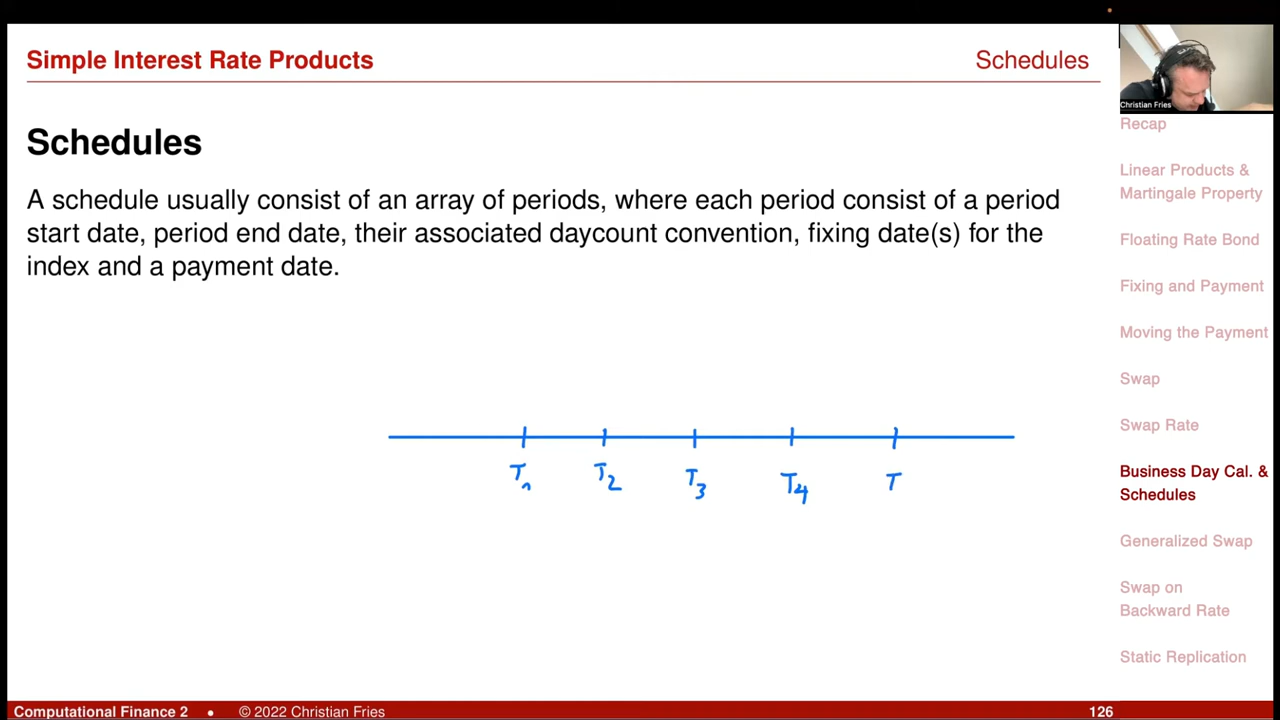 Simple Interest Rate Products
Schedules
Christian Fries
Schedules
A schedule usually consist of an array of periods, where each period consist of a period
start date, period end date, their associated daycount convention, fixing date(s) for the
index and a payment date.
T₁ T₂ T₃ T₄ T
Recap
Linear Products &
Martingale Property
Floating Rate Bond
Fixing and Payment
Moving the Payment
Swap
Swap Rate
Business Day Cal. &
Schedules
Generalized Swap
Swap on
Backward Rate
Static Replication
Computational Finance 2 • © 2022 Christian Fries
126